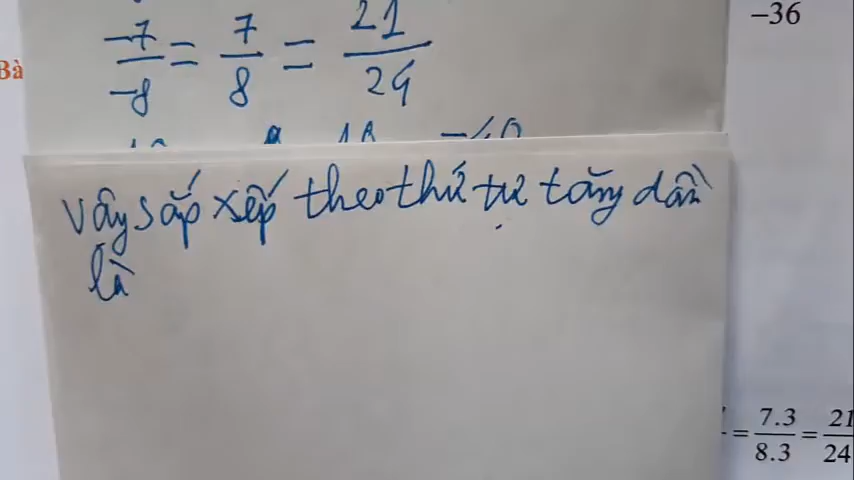 -36
Bà
-7/-8 = 7/8 = 21/24
Vậy sắp xếp theo thứ tự tăng dần
là
= 7.3/8.3 = 21/24